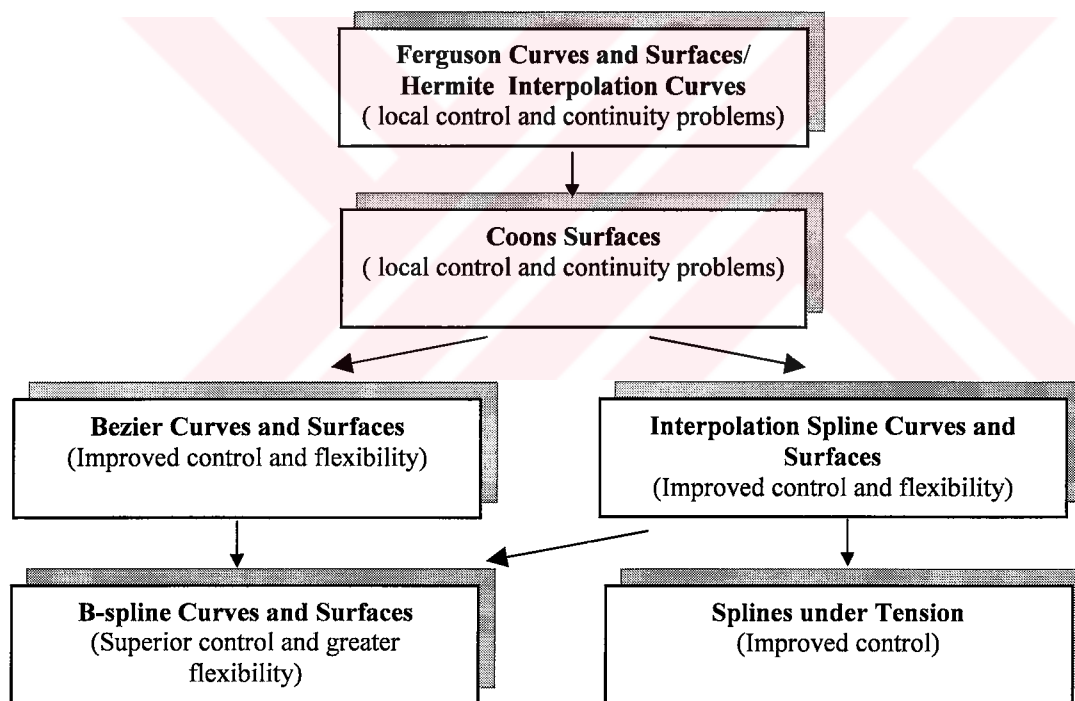 Ferguson Curves and Surfaces/
Hermite Interpolation Curves
( local control and continuity problems)
Coons Surfaces
( local control and continuity problems)
Bezier Curves and Surfaces
(Improved control and flexibility)
Interpolation Spline Curves and
Surfaces
(Improved control and flexibility)
B-spline Curves and Surfaces
(Superior control and greater
flexibility)
Splines under Tension
(Improved control)